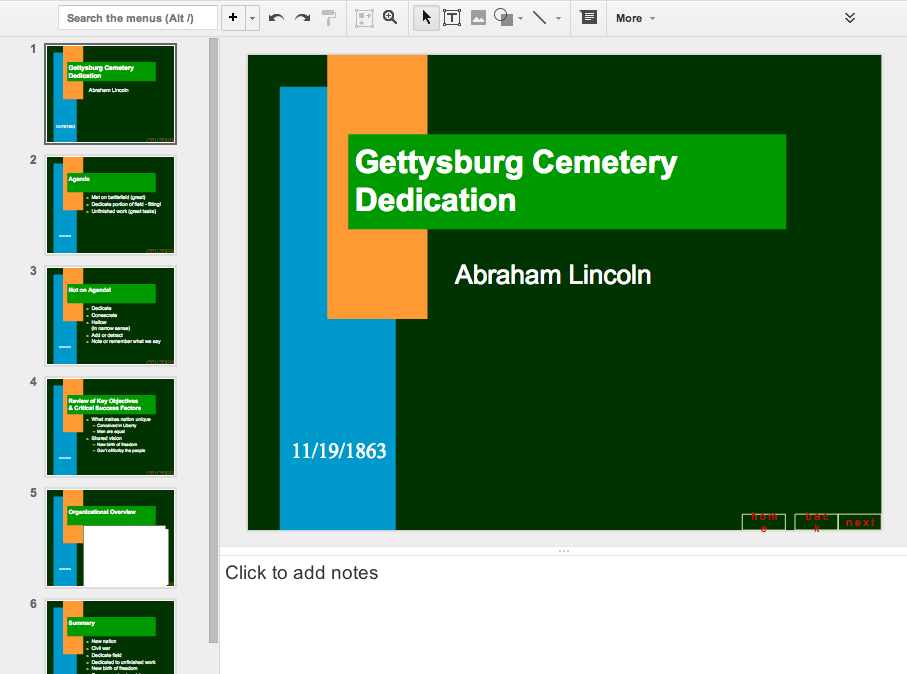 Search the menus (Alt /)
More
1
Gettysburg Cemetery
Dedication
Abraham Lincoln
11/19/1863
2
Agenda
Met on battlefield (great)
Dedicate portion of field - fitting!
Unfinished work (great tasks)
3
Not on Agenda!
Dedicate
Consecrate
Hallow
(in narrow sense)
Add or detract
Note or remember what we say
4
Review of Key Objectives
& Critical Success Factors
What makes nation unique
– Conceived in Liberty
– Men are equal
Shared vision
– New birth of freedom
– Gov't of/for/by the people
5
Organizational Overview
6
Summary
New nation
Civil war
Dedicate field
Dedicated to unfinished work
New birth of freedom
Gettysburg Cemetery
Dedication
Abraham Lincoln
11/19/1863
hom
e
bac
k
next
Click to add notes